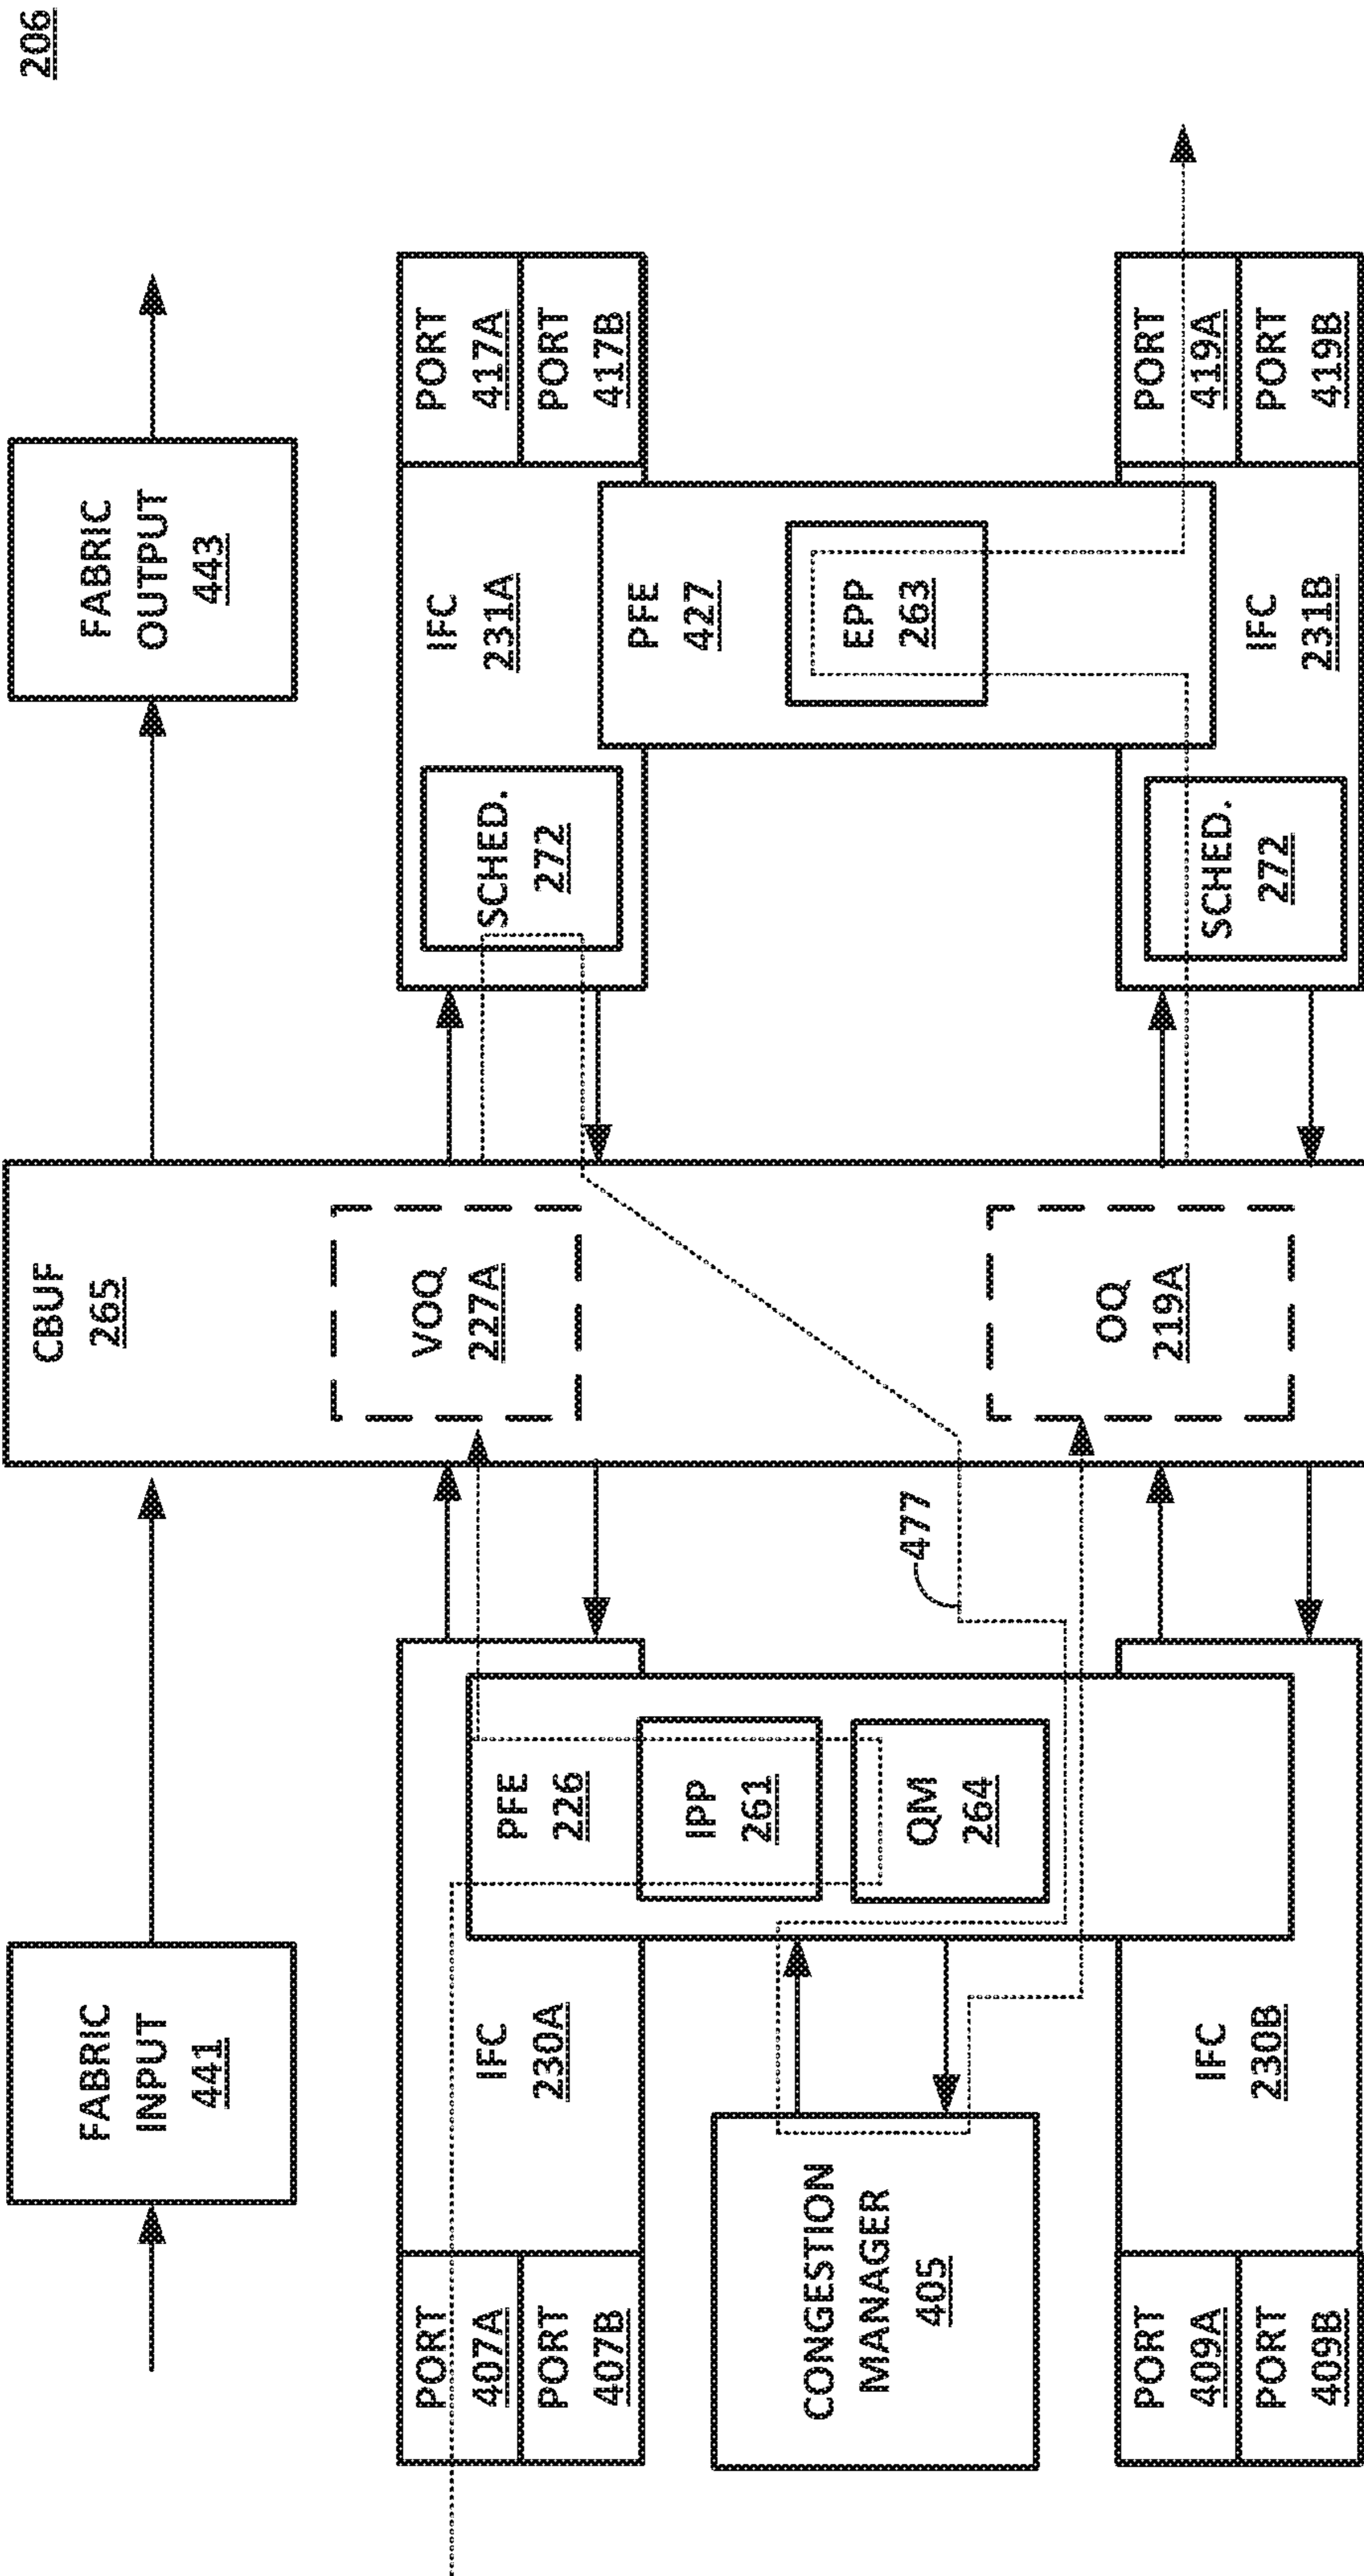 206
FABRIC
INPUT
441
CBUF
265
FABRIC
OUTPUT
443
PORT
407A
PORT
407B
IFC
230A
PFE
226
IPP
261
QM
264
CONGESTION
MANAGER
405
PORT
409A
PORT
409B
IFC
230B
477
VOQ
227A
OQ
219A
SCHED.
272
IFC
231A
PORT
417A
PORT
417B
PFE
427
EPP
263
SCHED.
272
IFC
231B
PORT
419A
PORT
419B